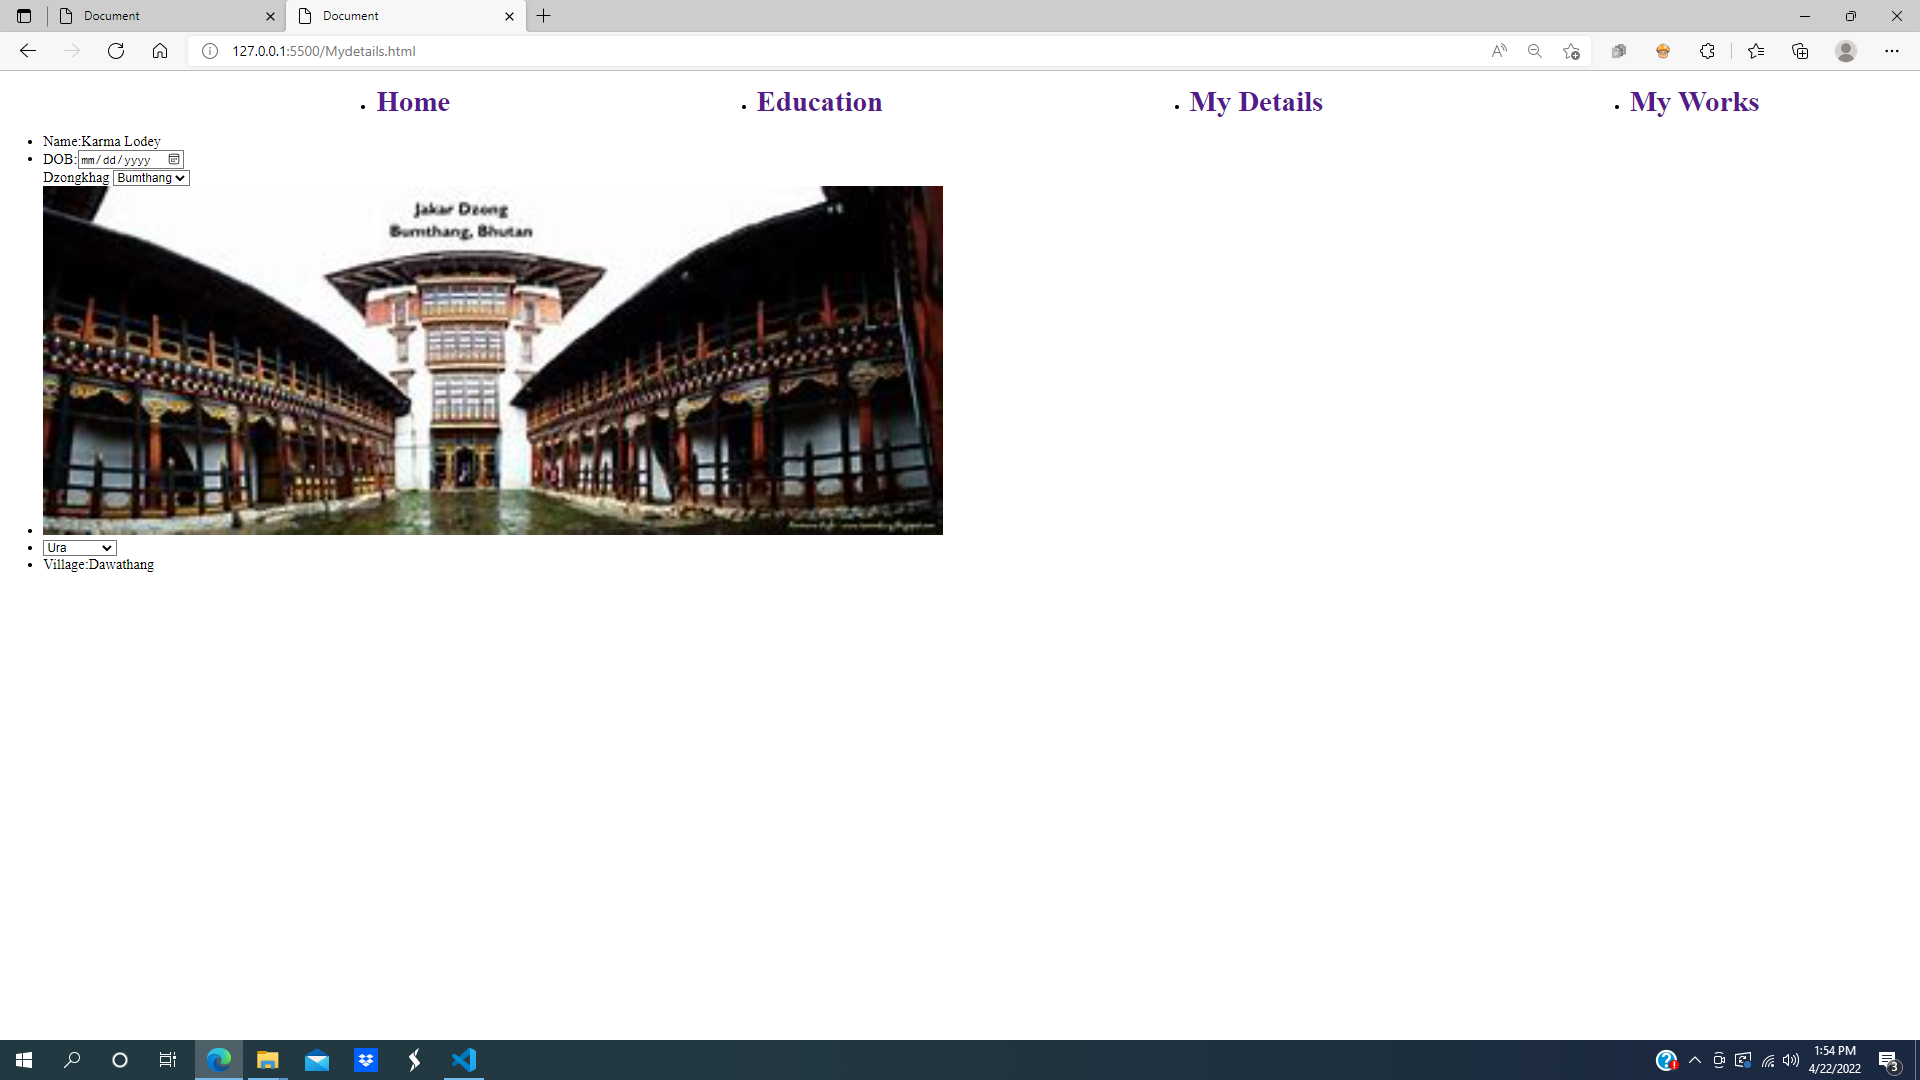 Document
Document
127.0.0.1:5500/Mydetails.html
Home
Education
My Details
My Works
Name:Karma Lodey
DOB:mm/dd/yyyy
Dzongkhag Bumthang
Jakar Dzong
Bumthang, Bhutan
Ura
Village:Dawathang
1:54 PM
4/22/2022
3